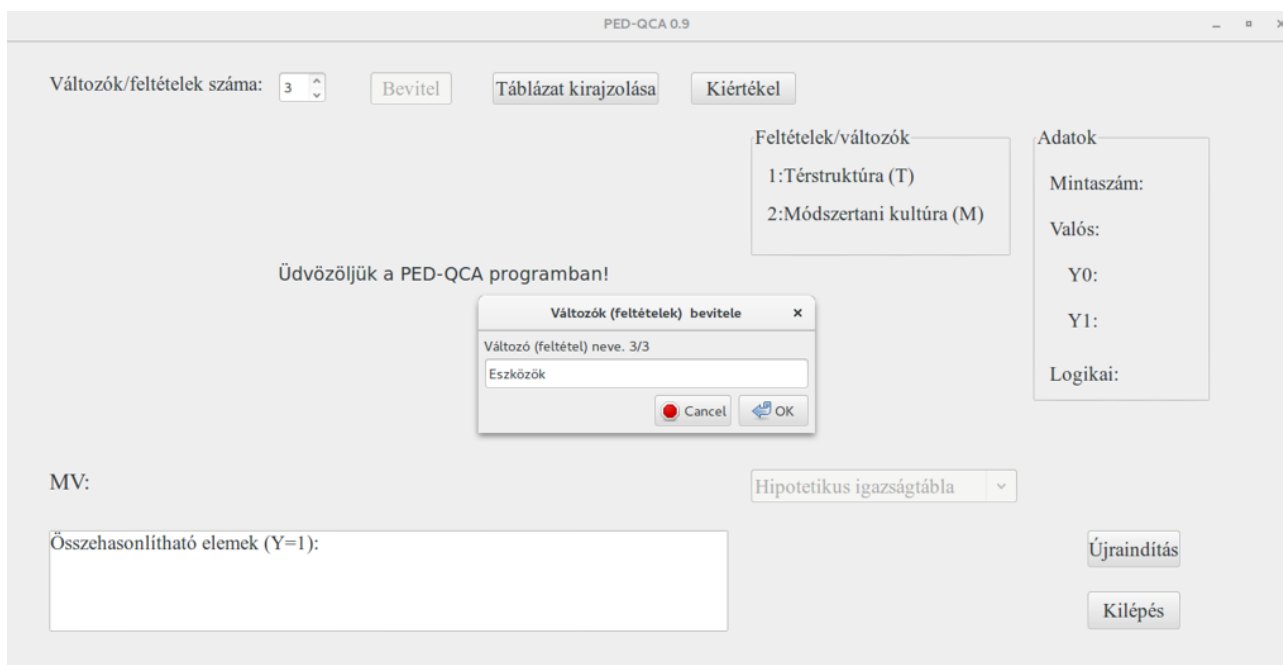 PED-QCA 0.9
Változók/feltételek száma: 3 Bevitel Táblázat kirajzolása Kiértékel
Feltételek/változók
1:Térstruktúra (T)
2:Módszertani kultúra (M)
Adatok
Mintaszám:
Valós:
Y0:
Y1:
Logikai:
Üdvözöljük a PED-QCA programban!
Változók (feltételek) bevitele
Változó (feltétel) neve. 3/3
Eszközök
Cancel OK
MV:
Hipotetikus igazságtábla
Összehasonlítható elemek (Y=1):
Újraindítás
Kilépés